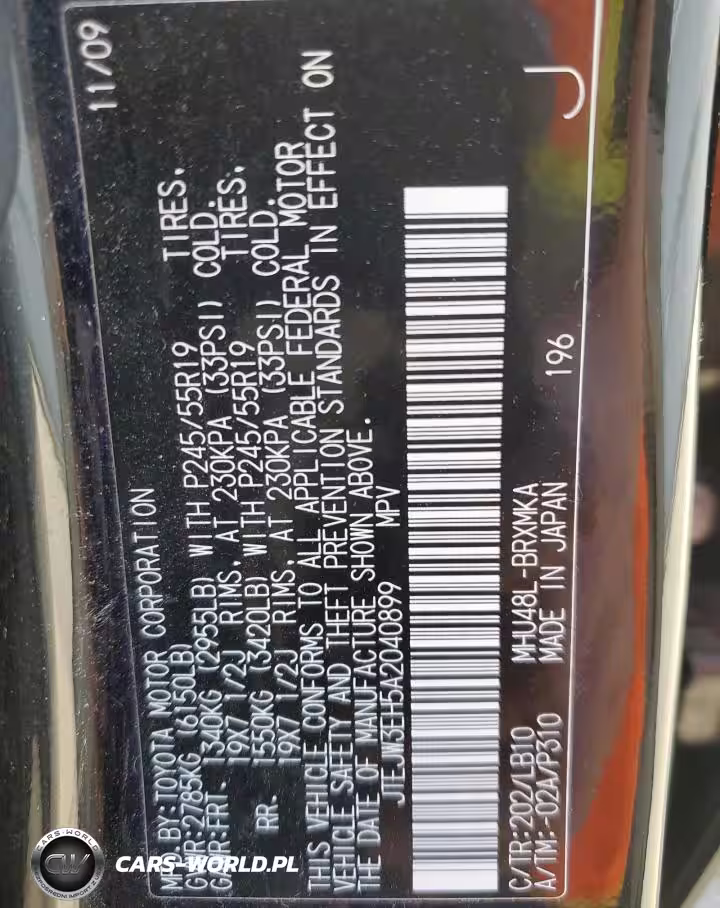 MFD. BY:TOYOTA MOTOR CORPORATION 11/09
GVWR:2785KG (6150LB)
GAWR:FRT. 1340KG (2955LB) WITH P245/55R19 TIRES,
19X7 1/2J RIMS, AT 230KPA (33PSI) COLD.
RR. 1550KG (3420LB) WITH P245/55R19 TIRES,
19X7 1/2J RIMS, AT 230KPA (33PSI) COLD.
THIS VEHICLE CONFORMS TO ALL APPLICABLE FEDERAL MOTOR
VEHICLE SAFETY AND THEFT PREVENTION STANDARDS IN EFFECT ON
THE DATE OF MANUFACTURE SHOWN ABOVE.
JTEJW3EH5A2040899 MPV
C/TR:202/LB10 MHU48L-BRXMKA
A/TM:-02A/P310 MADE IN JAPAN 196 J
CARS-WORLD
CW
CARS-WORLD.PL